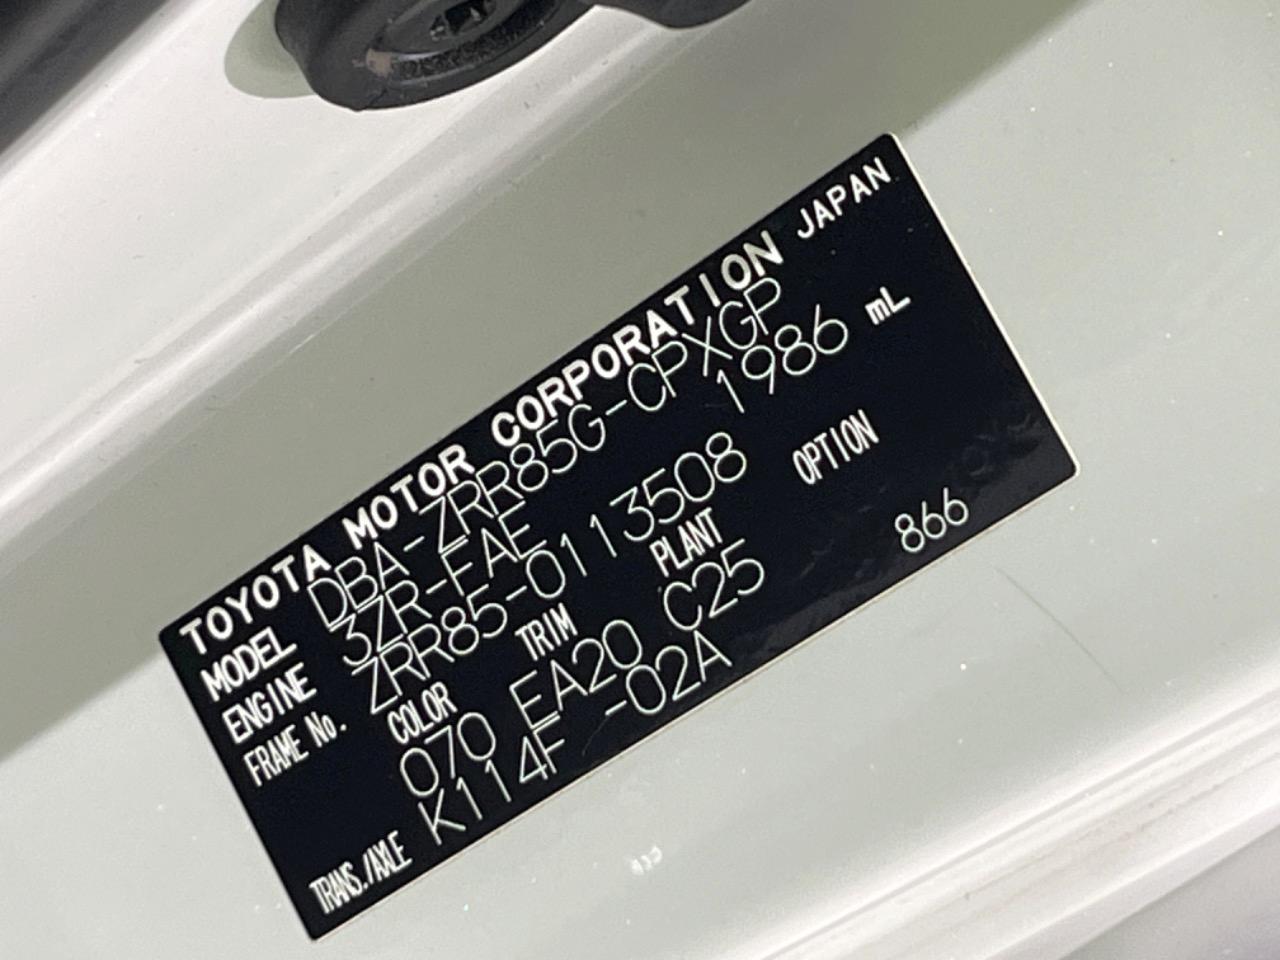 TOYOTA MOTOR CORPORATION JAPAN
MODEL DBA-ZRR85G-CPXGP
ENGINE 3ZR-FAE 1986 mL
FRAME No. ZRR85-0113508
COLOR TRIM PLANT OPTION
070 EA20 C25 866
TRANS./AXLE K114F -02A